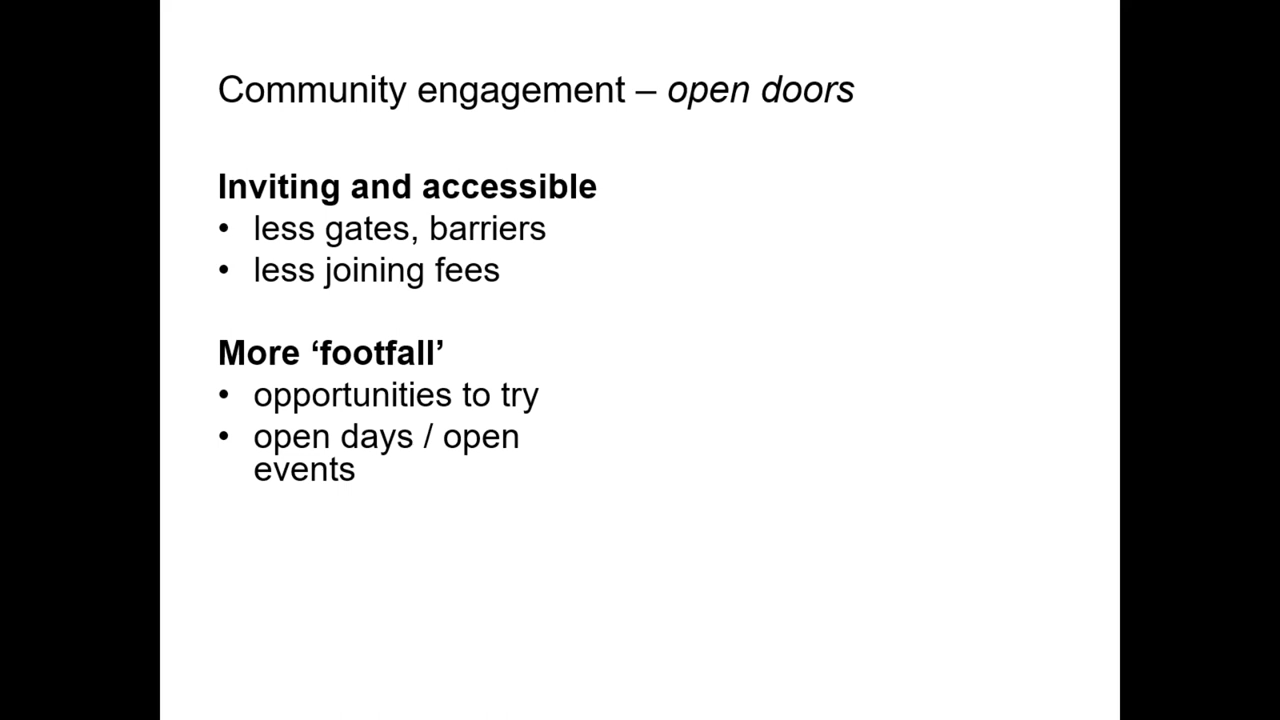 Community engagement – open doors
Inviting and accessible
• less gates, barriers
• less joining fees
More ‘footfall’
• opportunities to try
• open days / open
events